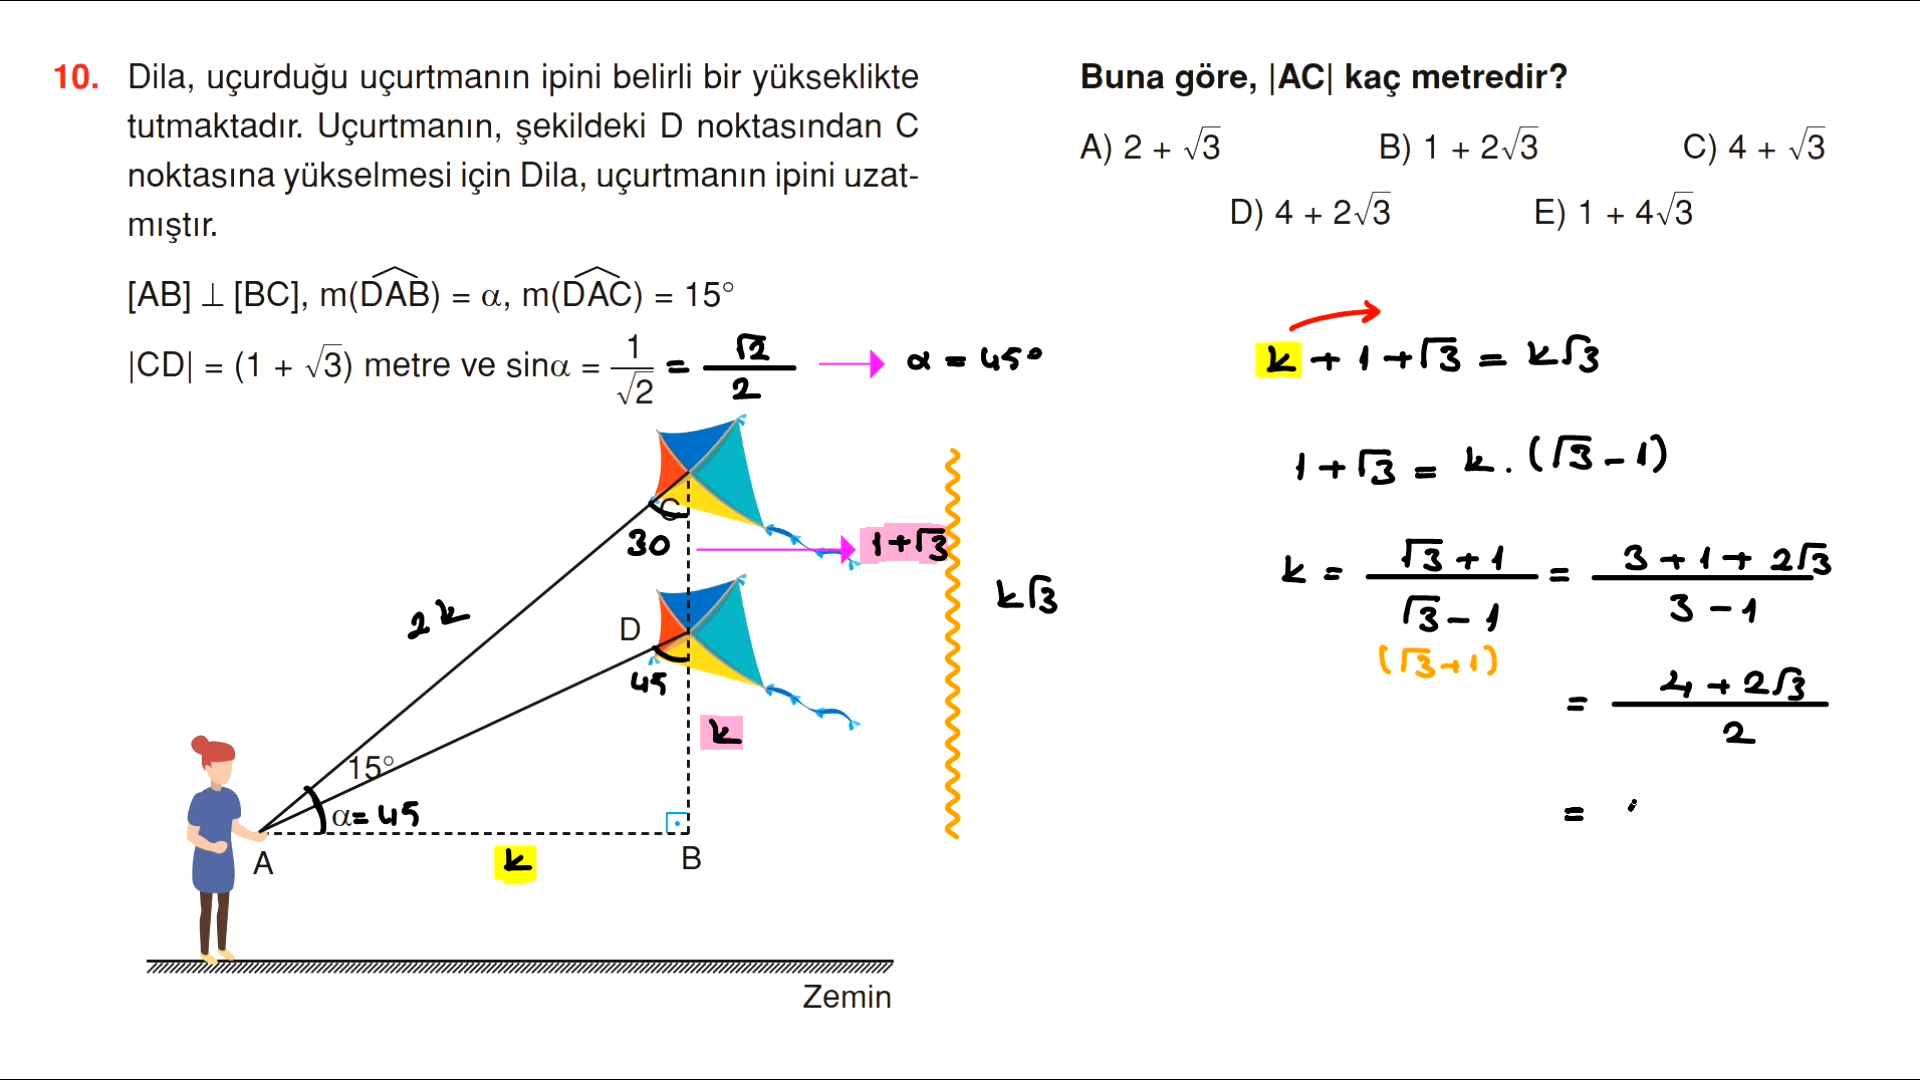 10. Dila, uçurduğu uçurtmanın ipini belirli bir yükseklikte
tutmaktadır. Uçurtmanın, şekildeki D noktasından C
noktasına yükselmesi için Dila, uçurtmanın ipini uzat-
mıştır.
[AB] ⊥ [BC], m(DAB) = α, m(DAC) = 15°
|CD| = (1 + √3) metre ve sinα = 1/√2 = √2/2 → α = 45°
C
30
1+√3
2k
k√3
D
45
k
15°
α= 45
A
k
B
Zemin
Buna göre, |AC| kaç metredir?
A) 2 + √3 B) 1 + 2√3 C) 4 + √3
D) 4 + 2√3 E) 1 + 4√3
k + 1 + √3 = k√3
1 + √3 = k . (√3 - 1)
k = (√3 + 1)/(√3 - 1) = (3 + 1 + 2√3)/(3 - 1)
(√3+1)
= (4 + 2√3)/2
=